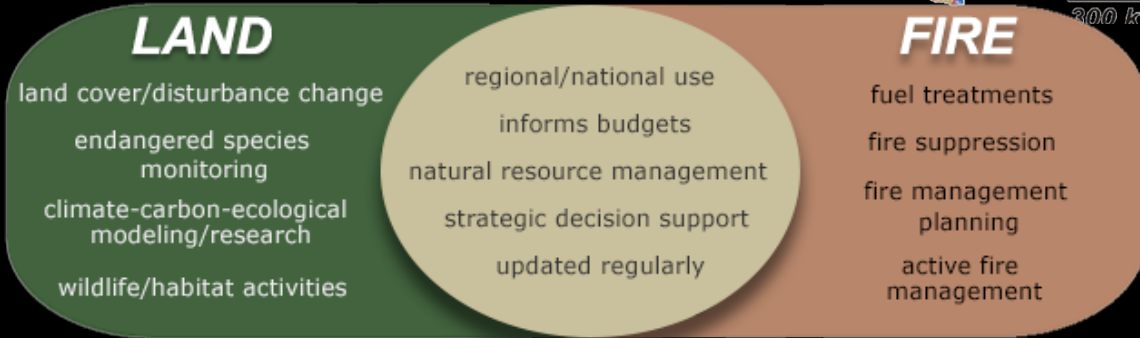 LAND
land cover/disturbance change
endangered species
monitoring
climate-carbon-ecological
modeling/research
wildlife/habitat activities
regional/national use
informs budgets
natural resource management
strategic decision support
updated regularly
FIRE
fuel treatments
fire suppression
fire management
planning
active fire
management
300 k